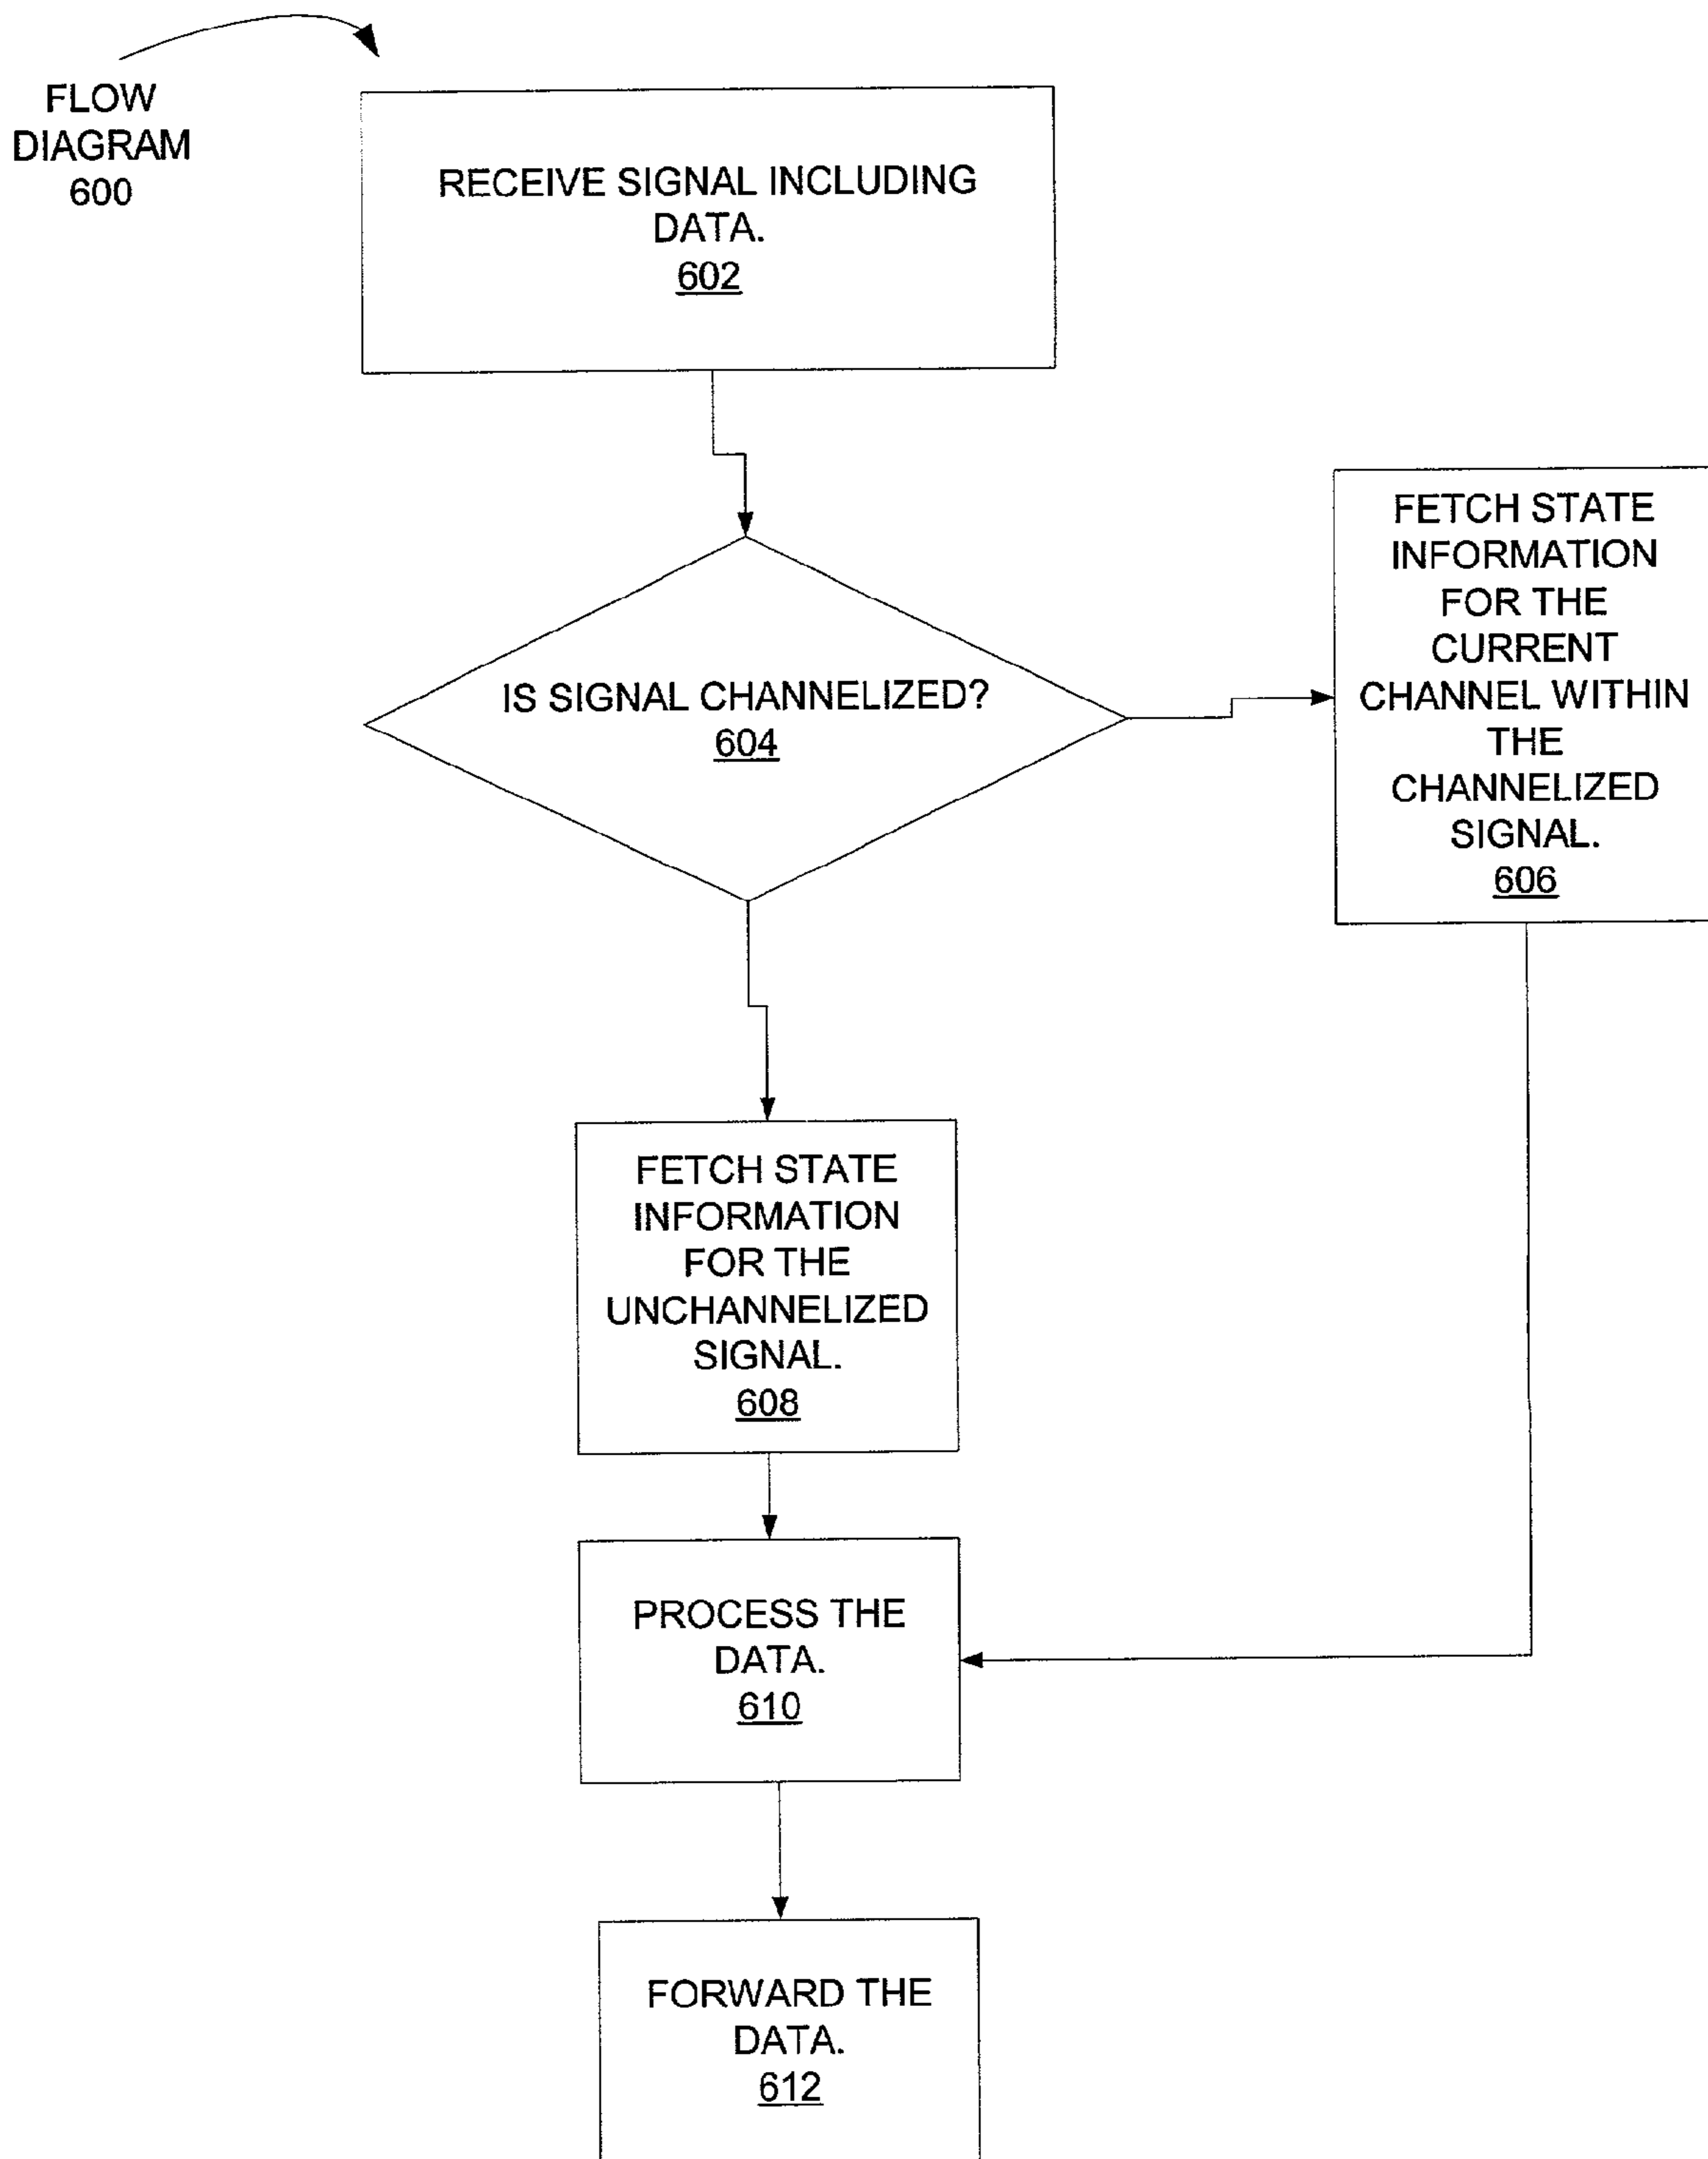 FLOW
DIAGRAM
600
RECEIVE SIGNAL INCLUDING
DATA.
602
IS SIGNAL CHANNELIZED?
604
FETCH STATE
INFORMATION
FOR THE
CURRENT
CHANNEL WITHIN
THE
CHANNELIZED
SIGNAL.
606
FETCH STATE
INFORMATION
FOR THE
UNCHANNELIZED
SIGNAL.
608
PROCESS THE
DATA.
610
FORWARD THE
DATA.
612